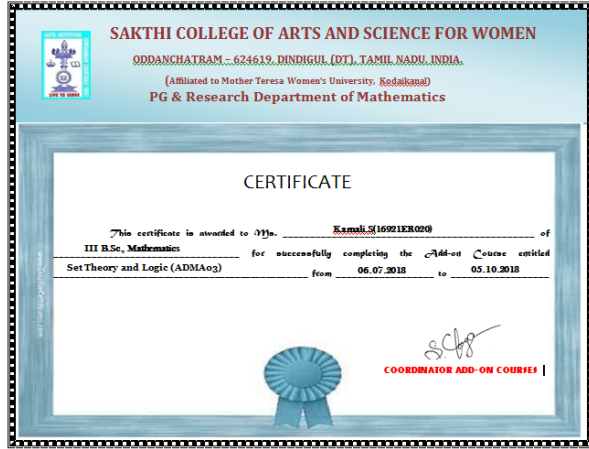 SAKTHI COLLEGE OF ARTS AND SCIENCE FOR WOMEN
ODDANCHATRAM – 624619. DINDIGUL (DT), TAMIL NADU, INDIA.
(Affiliated to Mother Teresa Women's University, Kodaikanal)
PG & Research Department of Mathematics
LIVE TO SERVE
CERTIFICATE
This certificate is awarded to Ms. Kamali.S(16921ER020) of
III B.Sc., Mathematics for successfully completing the Add-on Course entitled
Set Theory and Logic (ADMA03) from 06.07.2018 to 05.10.2018
COORDINATOR ADD-ON COURSES